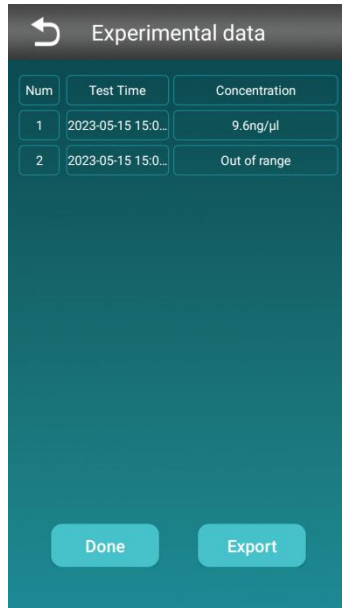 Experimental data
Num Test Time Concentration
1 2023-05-15 15:0... 9.6ng/μl
2 2023-05-15 15:0... Out of range
Done Export